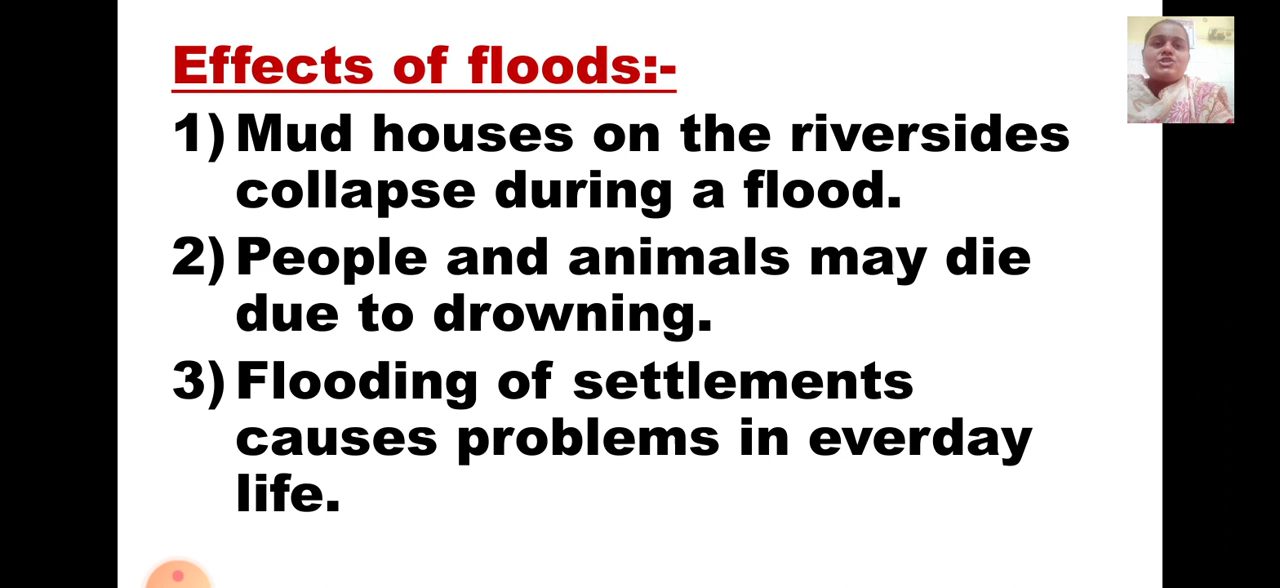 Effects of floods:-
1) Mud houses on the riversides
collapse during a flood.
2) People and animals may die
due to drowning.
3) Flooding of settlements
causes problems in everday
life.